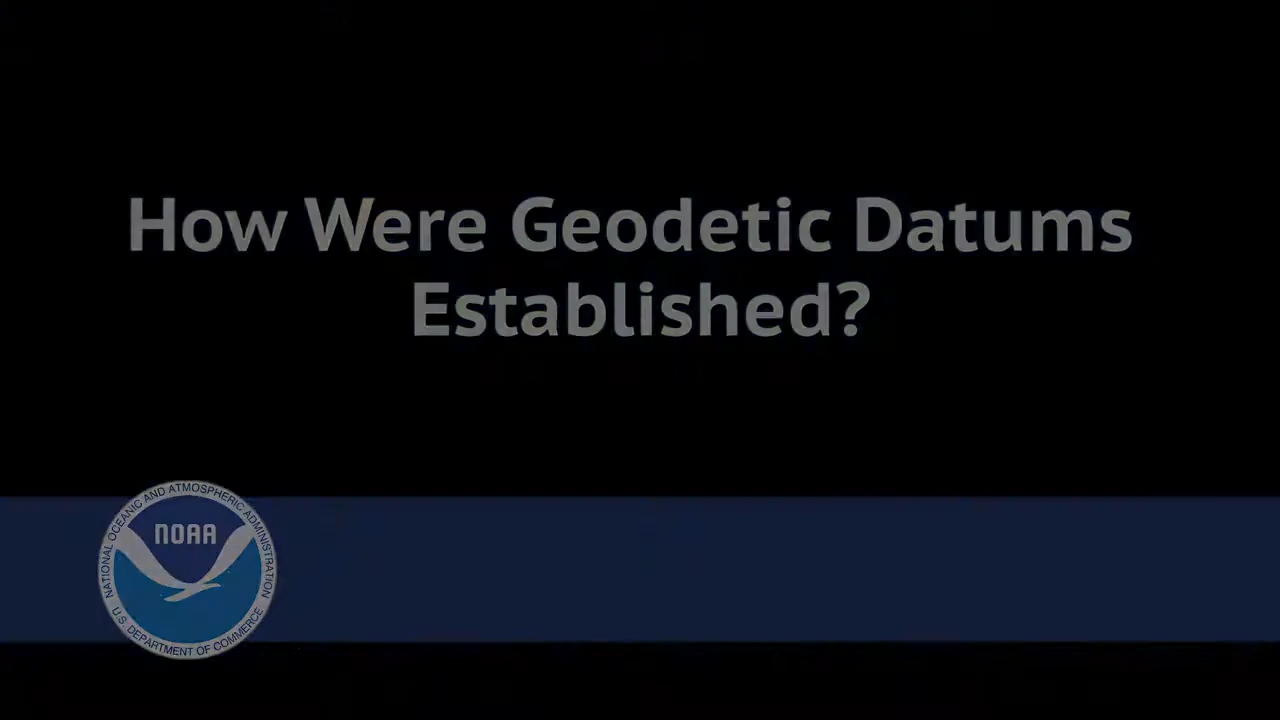 How Were Geodetic Datums
Established?
NATIONAL OCEANIC AND ATMOSPHERIC ADMINISTRATION
NOAA
U.S. DEPARTMENT OF COMMERCE